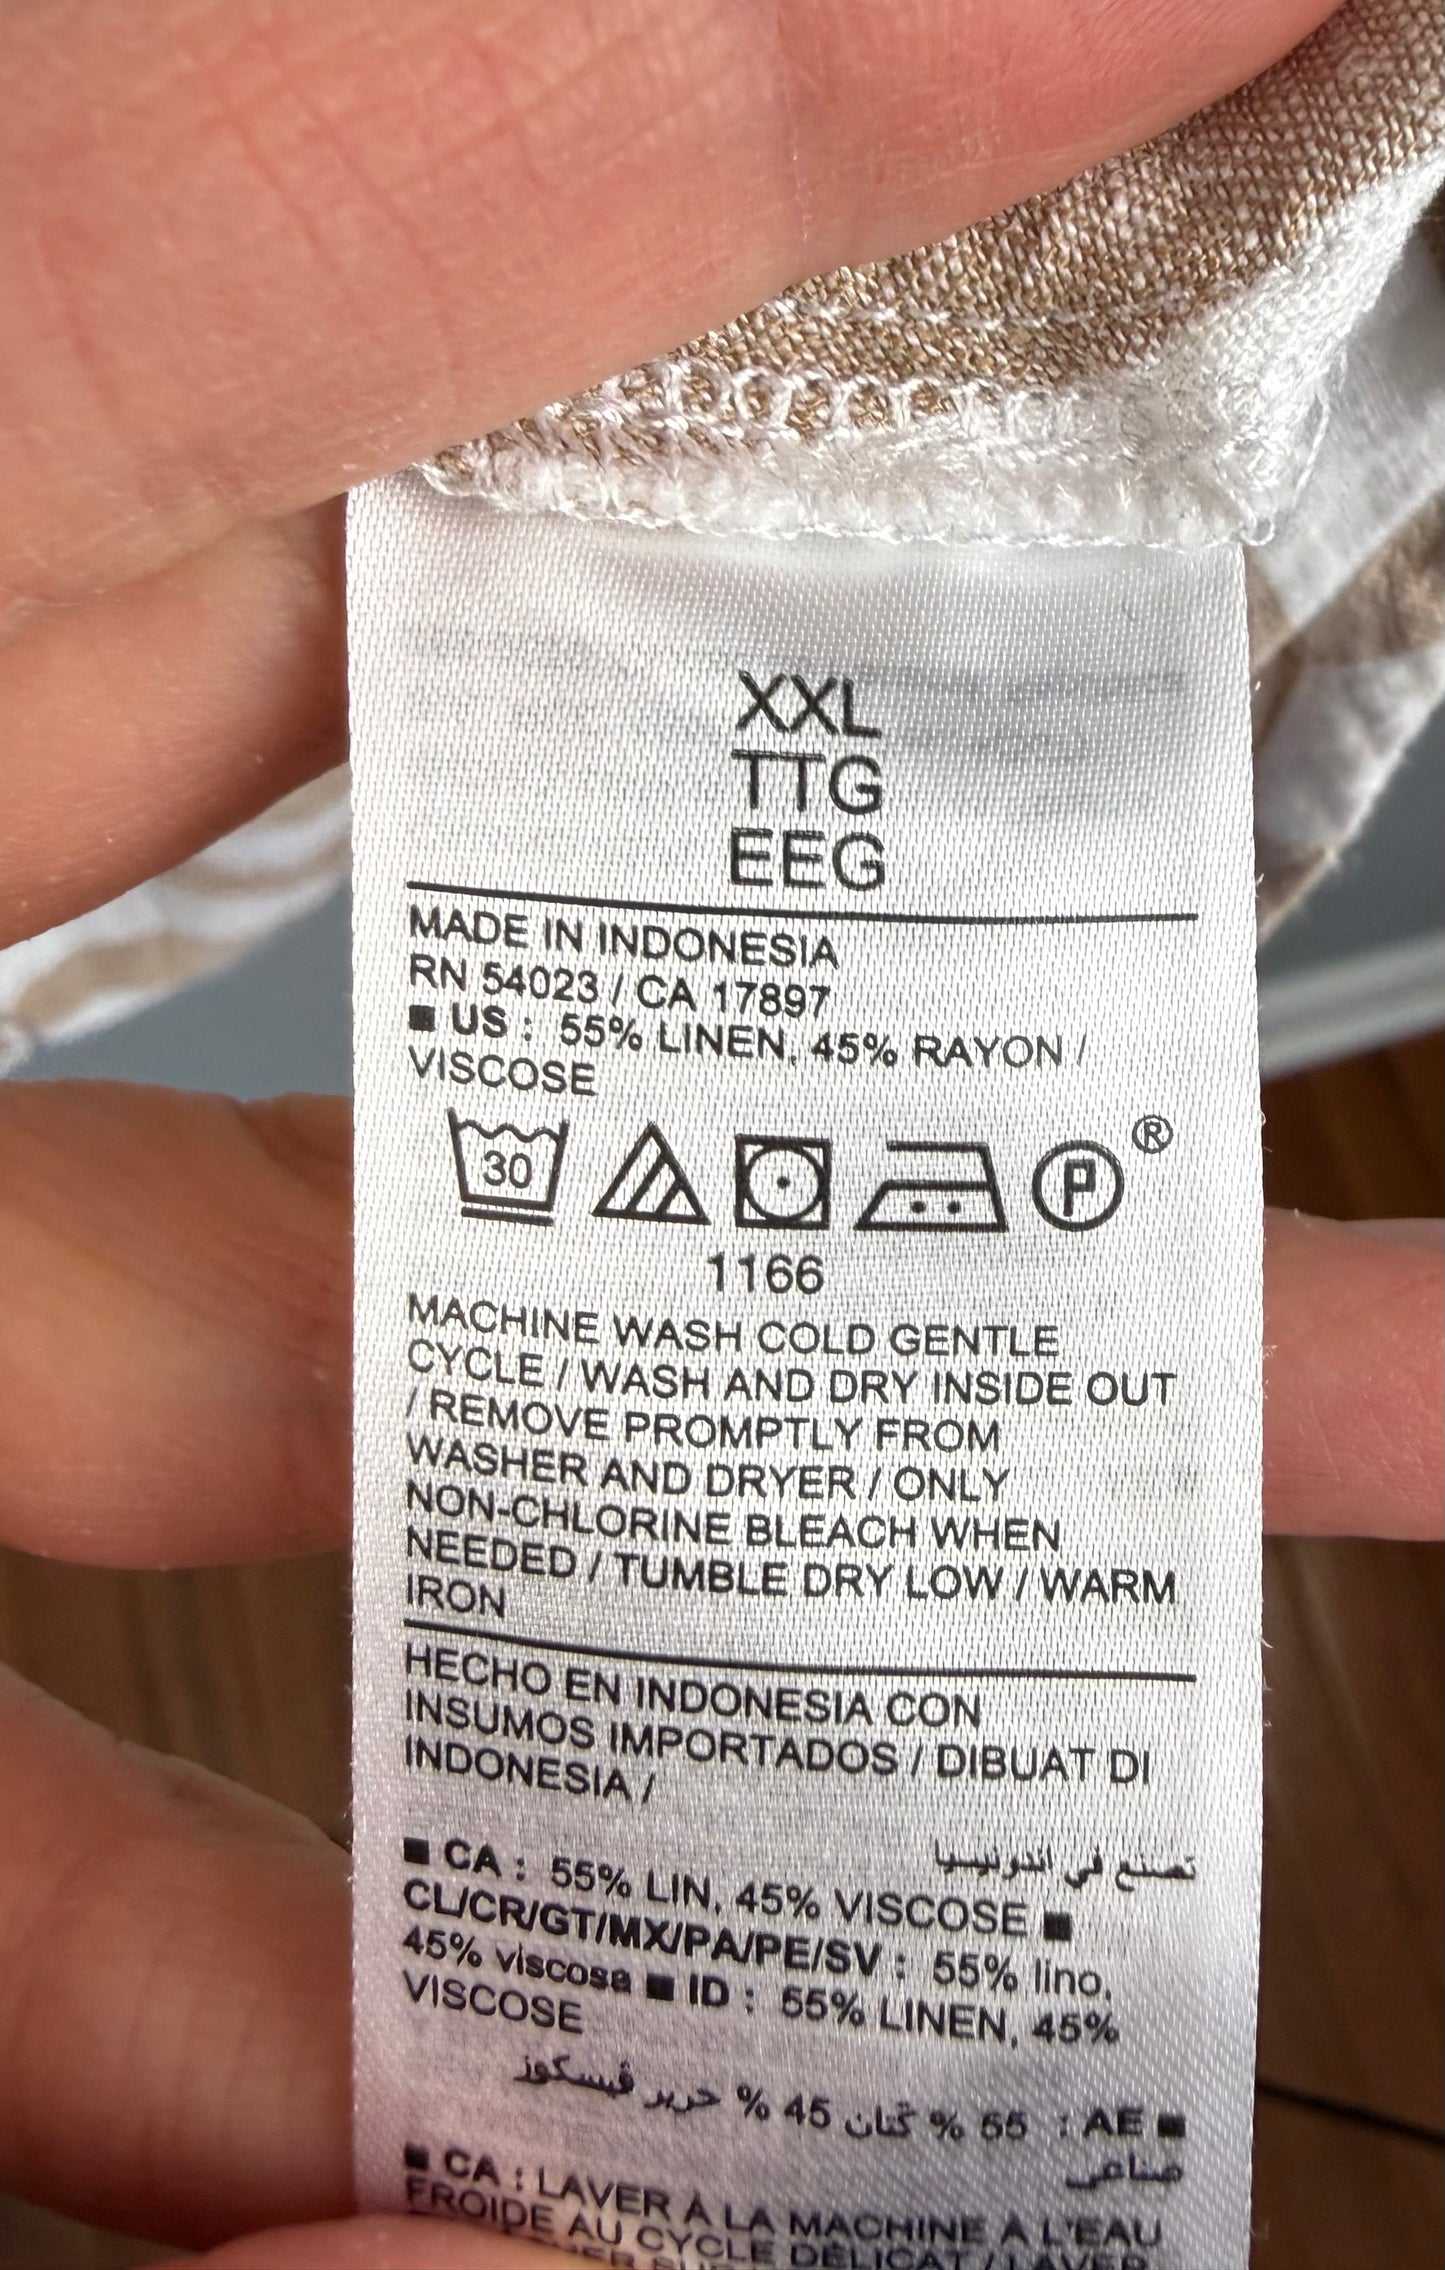 XXL
TTG
EEG
MADE IN INDONESIA
RN 54023 / CA 17897
■ US : 55% LINEN, 45% RAYON /
VISCOSE
30
P ®
1166
MACHINE WASH COLD GENTLE
CYCLE / WASH AND DRY INSIDE OUT
/ REMOVE PROMPTLY FROM
WASHER AND DRYER / ONLY
NON-CHLORINE BLEACH WHEN
NEEDED / TUMBLE DRY LOW / WARM
IRON
HECHO EN INDONESIA CON
INSUMOS IMPORTADOS / DIBUAT DI
INDONESIA /
تصنع في اندونيسيا
■ CA : 55% LIN, 45% VISCOSE ■
CL/CR/GT/MX/PA/PE/SV : 55% lino,
45% viscosa ■ ID : 55% LINEN, 45%
VISCOSE
■ AE : 55 % كتان 45 % حرير فيسكوز
صناعي
■ CA : LAVER À LA MACHINE À L'EAU
FROIDE AU CYCLE DÉLICAT / LAVER